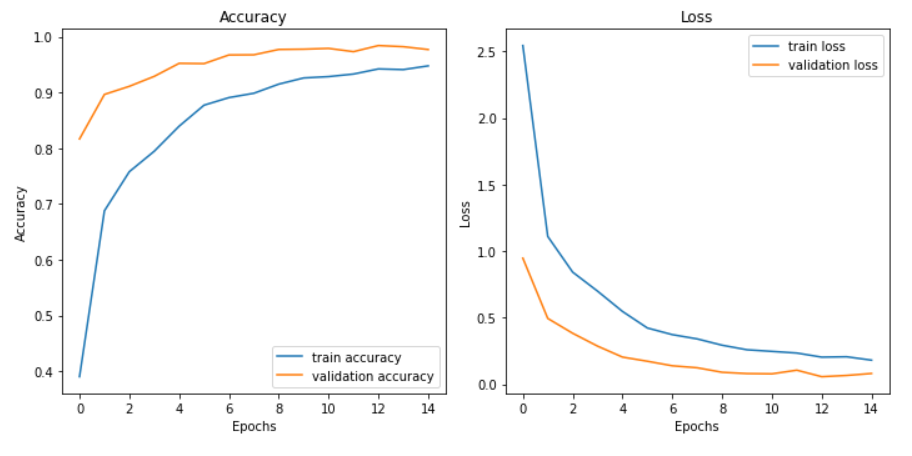 Accuracy
1.0
0.9
0.8
0.7
0.6
0.5
0.4
Accuracy
train accuracy
validation accuracy
0 2 4 6 8 10 12 14
Epochs
Loss
2.5
2.0
1.5
1.0
0.5
0.0
Loss
train loss
validation loss
0 2 4 6 8 10 12 14
Epochs